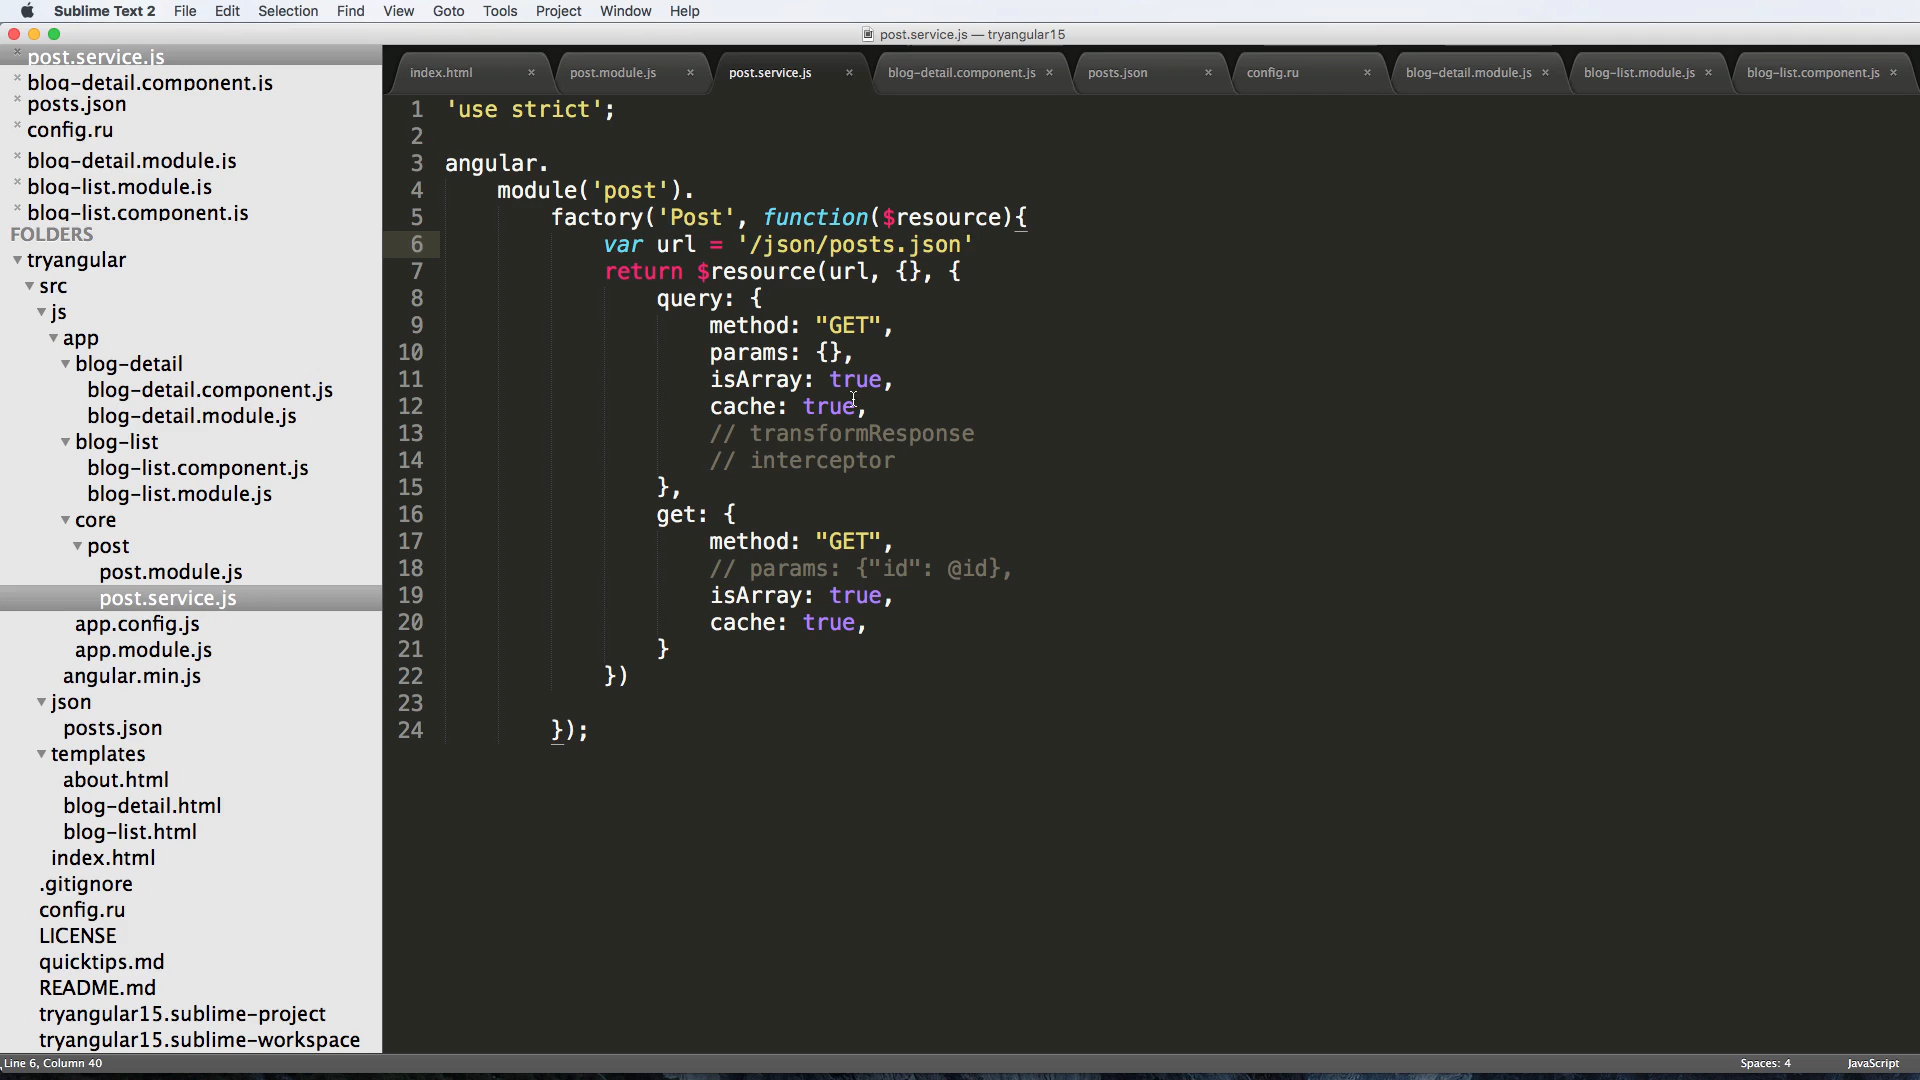 Sublime Text 2 File Edit Selection Find View Goto Tools Project Window Help
post.service.js — tryangular15
post.service.js
blog-detail.component.js
posts.json
config.ru
blog-detail.module.js
blog-list.module.js
blog-list.component.js
FOLDERS
tryangular
src
js
app
blog-detail
blog-detail.component.js
blog-detail.module.js
blog-list
blog-list.component.js
blog-list.module.js
core
post
post.module.js
post.service.js
app.config.js
app.module.js
angular.min.js
json
posts.json
templates
about.html
blog-detail.html
blog-list.html
index.html
.gitignore
config.ru
LICENSE
quicktips.md
README.md
tryangular15.sublime-project
tryangular15.sublime-workspace
index.html post.module.js post.service.js blog-detail.component.js posts.json config.ru blog-detail.module.js blog-list.module.js blog-list.component.js
1 'use strict';
2
3 angular.
4 module('post').
5 factory('Post', function($resource){
6 var url = '/json/posts.json'
7 return $resource(url, {}, {
8 query: {
9 method: "GET",
10 params: {},
11 isArray: true,
12 cache: true,
13 // transformResponse
14 // interceptor
15 },
16 get: {
17 method: "GET",
18 // params: {"id": @id},
19 isArray: true,
20 cache: true,
21 }
22 })
23
24 });
Line 6, Column 40 Spaces: 4 JavaScript